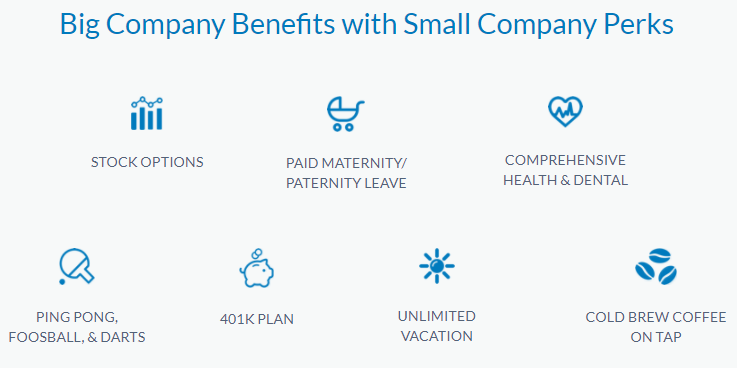 Big Company Benefits with Small Company Perks
STOCK OPTIONS
PAID MATERNITY/
PATERNITY LEAVE
COMPREHENSIVE
HEALTH & DENTAL
PING PONG,
FOOSBALL, & DARTS
401K PLAN
UNLIMITED
VACATION
COLD BREW COFFEE
ON TAP